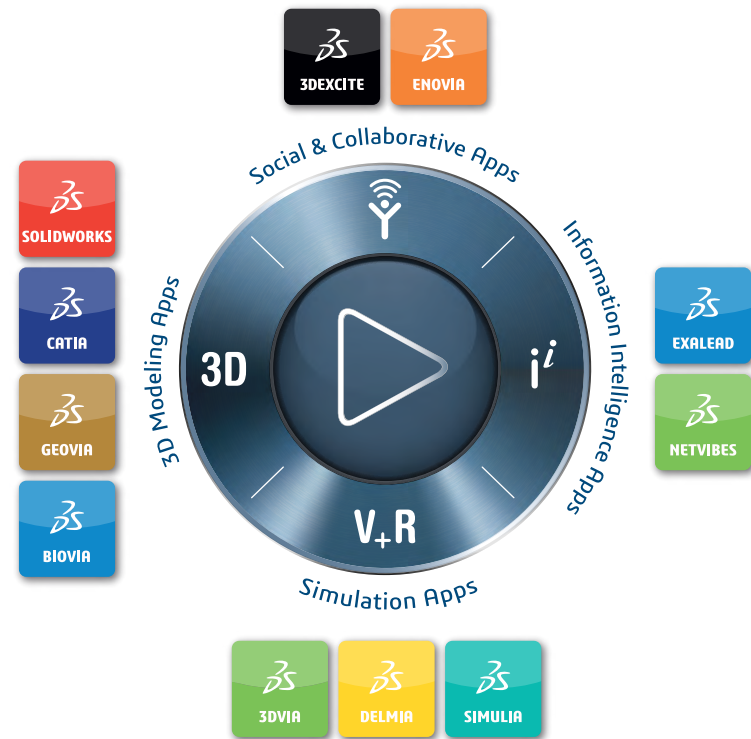 3DEXCITE
ENOVIA
Social & Collaborative Apps
SOLIDWORKS
CATIA
GEOVIA
BIOVIA
3D Modeling Apps
3D
Information Intelligence Apps
i i
EXALEAD
NETVIBES
V+R
Simulation Apps
3DVIA
DELMIA
SIMULIA